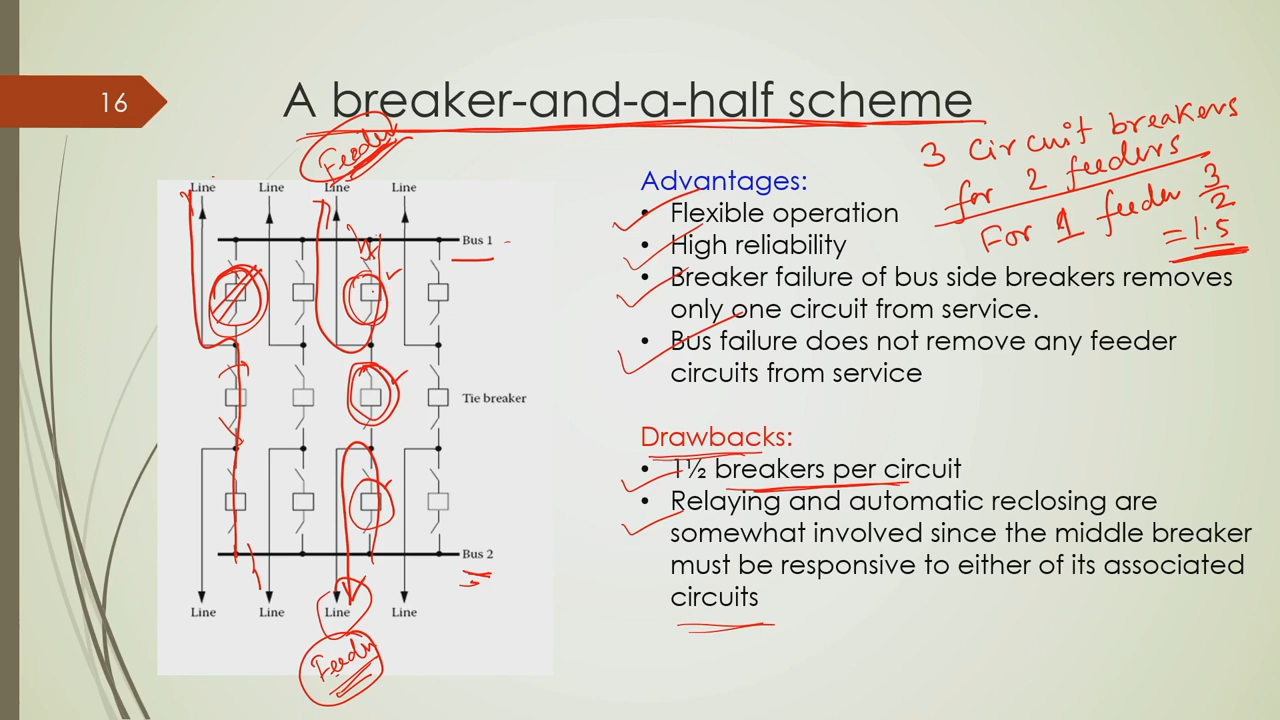 16
A breaker-and-a-half scheme
3 Circuit breakers
for 2 feeders
For 1 feeder 3/2
= 1.5
Feeder
Line Line Line Line
Bus 1
Tie breaker
Bus 2
Line Line Line Line
Feeder
Advantages:
• Flexible operation
• High reliability
• Breaker failure of bus side breakers removes
only one circuit from service.
• Bus failure does not remove any feeder
circuits from service
Drawbacks:
• 1½ breakers per circuit
• Relaying and automatic reclosing are
somewhat involved since the middle breaker
must be responsive to either of its associated
circuits